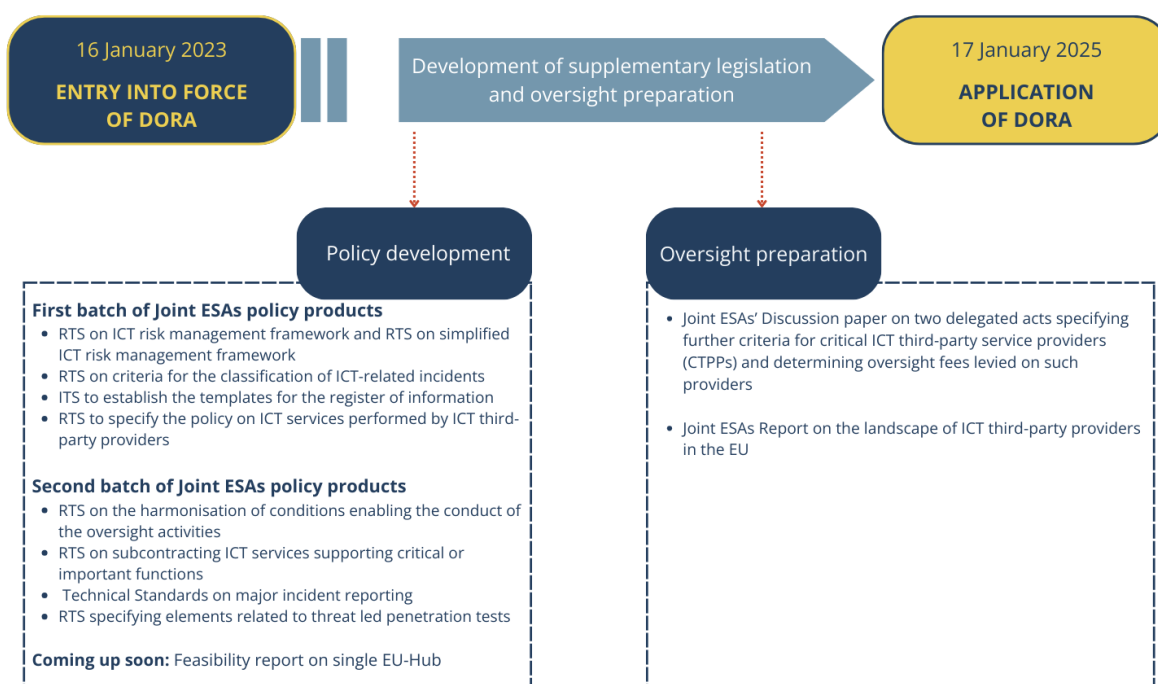 16 January 2023
ENTRY INTO FORCE
OF DORA
Development of supplementary legislation
and oversight preparation
17 January 2025
APPLICATION
OF DORA
Policy development
First batch of Joint ESAs policy products
• RTS on ICT risk management framework and RTS on simplified
ICT risk management framework
• RTS on criteria for the classification of ICT-related incidents
• ITS to establish the templates for the register of information
• RTS to specify the policy on ICT services performed by ICT third-
party providers
Second batch of Joint ESAs policy products
• RTS on the harmonisation of conditions enabling the conduct of
the oversight activities
• RTS on subcontracting ICT services supporting critical or
important functions
• Technical Standards on major incident reporting
• RTS specifying elements related to threat led penetration tests
Coming up soon: Feasibility report on single EU-Hub
Oversight preparation
• Joint ESAs’ Discussion paper on two delegated acts specifying
further criteria for critical ICT third-party service providers
(CTPPs) and determining oversight fees levied on such
providers
• Joint ESAs Report on the landscape of ICT third-party providers
in the EU